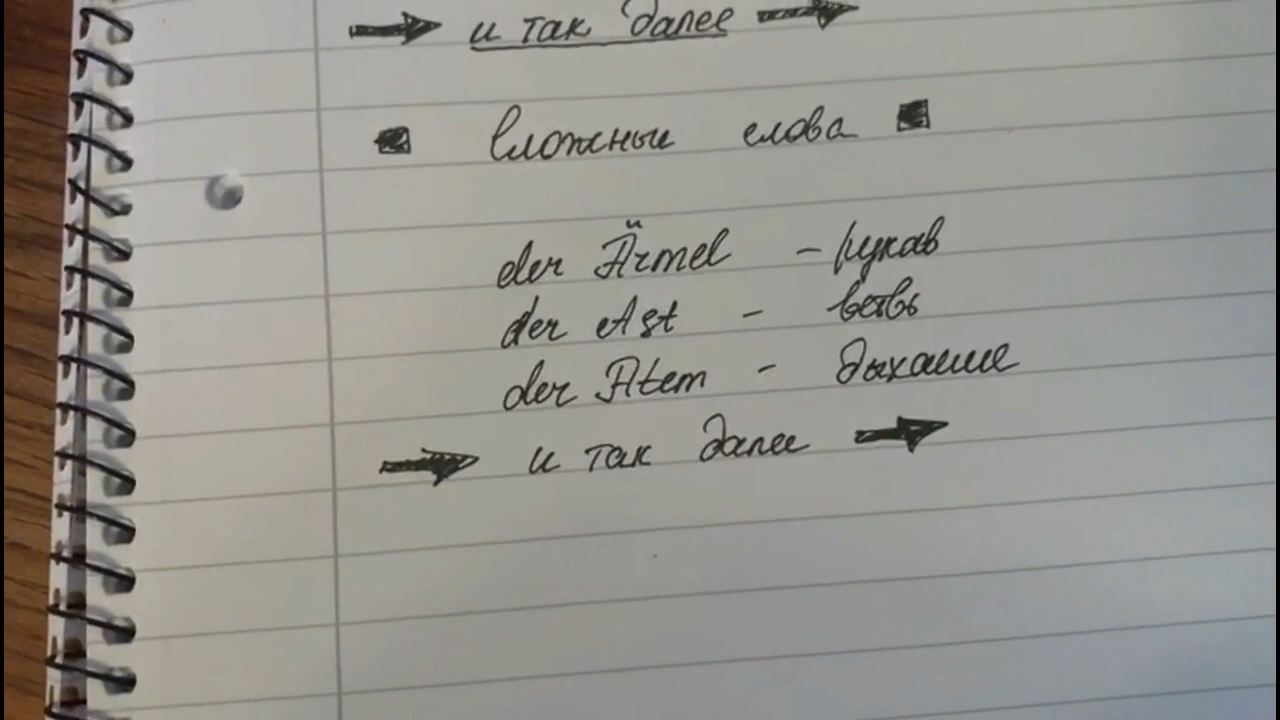 и так далее
Сложные слова
der Ärmel – рукав
der Ast – ветвь
der Atem – дыхание
и так далее